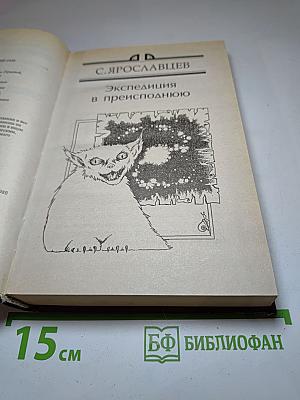 С. ЯРОСЛАВЦЕВ
Экспедиция
в преисподнюю
15 см
БФ БИБЛИОФАН